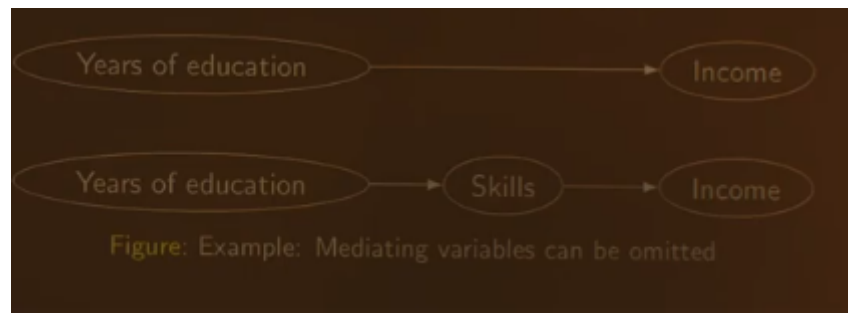 Years of education Income
Years of education Skills Income
Figure: Example: Mediating variables can be omitted